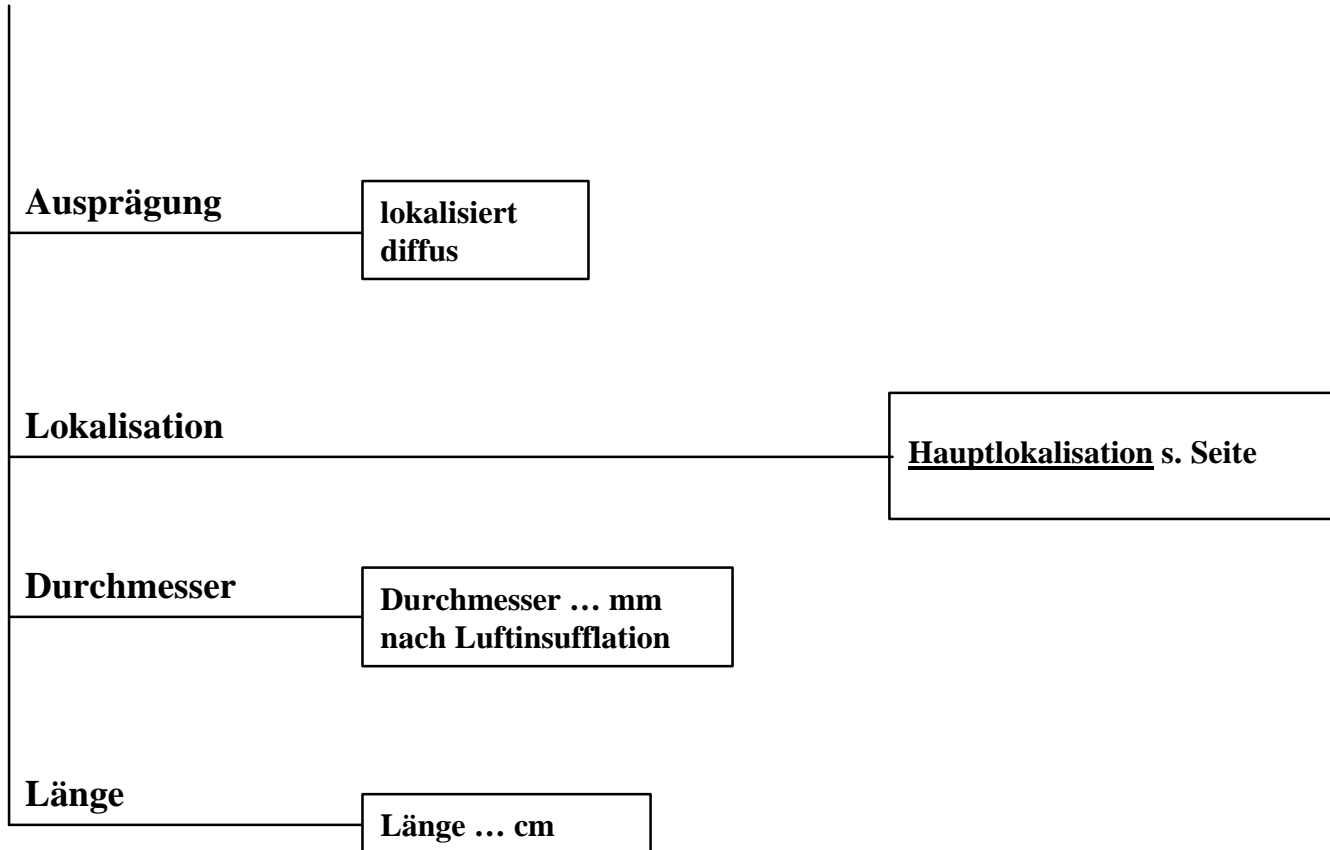 Ausprägung
lokalisiert
diffus
Lokalisation
Hauptlokalisation s. Seite
Durchmesser
Durchmesser … mm
nach Luftinsufflation
Länge
Länge … cm